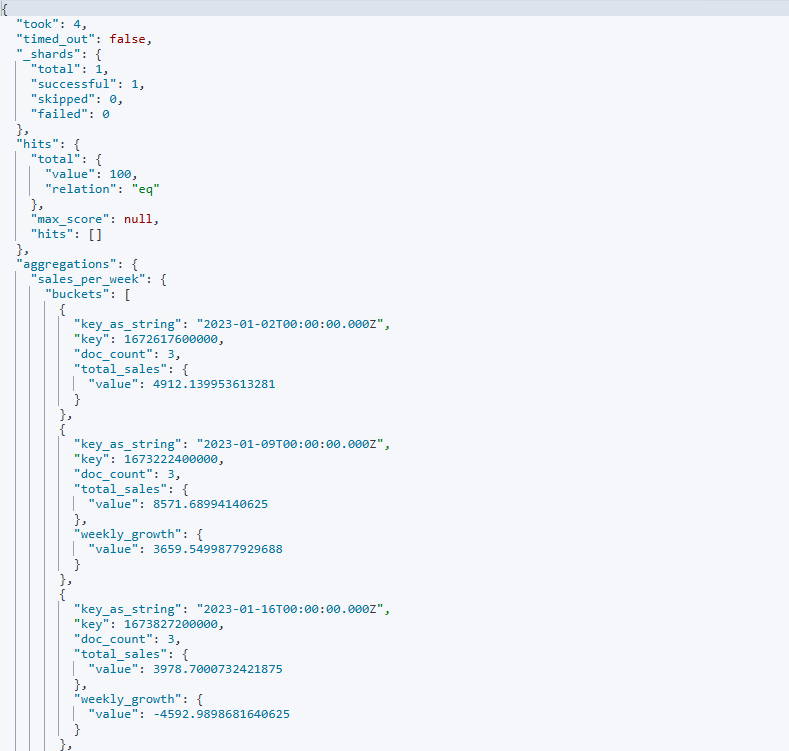 {
  "took": 4,
  "timed_out": false,
  "_shards": {
    "total": 1,
    "successful": 1,
    "skipped": 0,
    "failed": 0
  },
  "hits": {
    "total": {
      "value": 100,
      "relation": "eq"
    },
    "max_score": null,
    "hits": []
  },
  "aggregations": {
    "sales_per_week": {
      "buckets": [
        {
          "key_as_string": "2023-01-02T00:00:00.000Z",
          "key": 1672617600000,
          "doc_count": 3,
          "total_sales": {
            "value": 4912.139953613281
          }
        },
        {
          "key_as_string": "2023-01-09T00:00:00.000Z",
          "key": 1673222400000,
          "doc_count": 3,
          "total_sales": {
            "value": 8571.68994140625
          },
          "weekly_growth": {
            "value": 3659.5499877929688
          }
        },
        {
          "key_as_string": "2023-01-16T00:00:00.000Z",
          "key": 1673827200000,
          "doc_count": 3,
          "total_sales": {
            "value": 3978.7000732421875
          },
          "weekly_growth": {
            "value": -4592.9898681640625
          }
        },